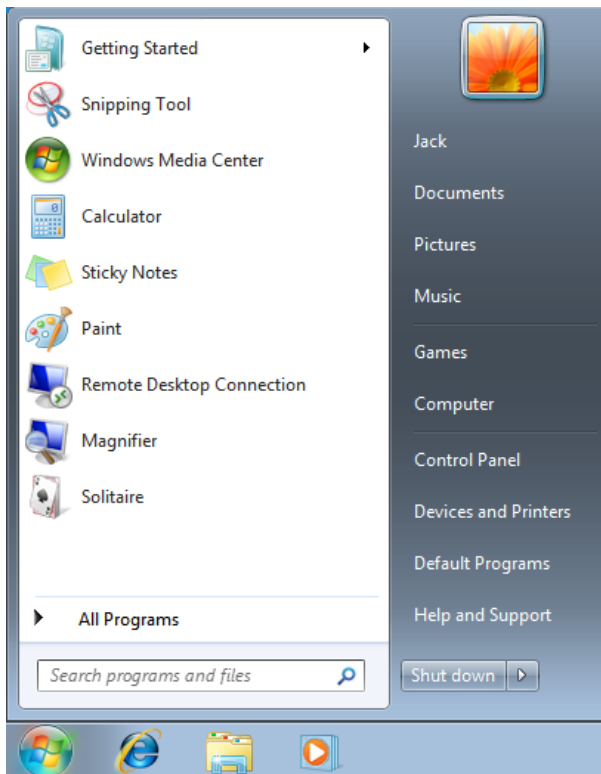 Getting Started
Snipping Tool
Windows Media Center
Calculator
Sticky Notes
Paint
Remote Desktop Connection
Magnifier
Solitaire
All Programs
Search programs and files
Jack
Documents
Pictures
Music
Games
Computer
Control Panel
Devices and Printers
Default Programs
Help and Support
Shut down